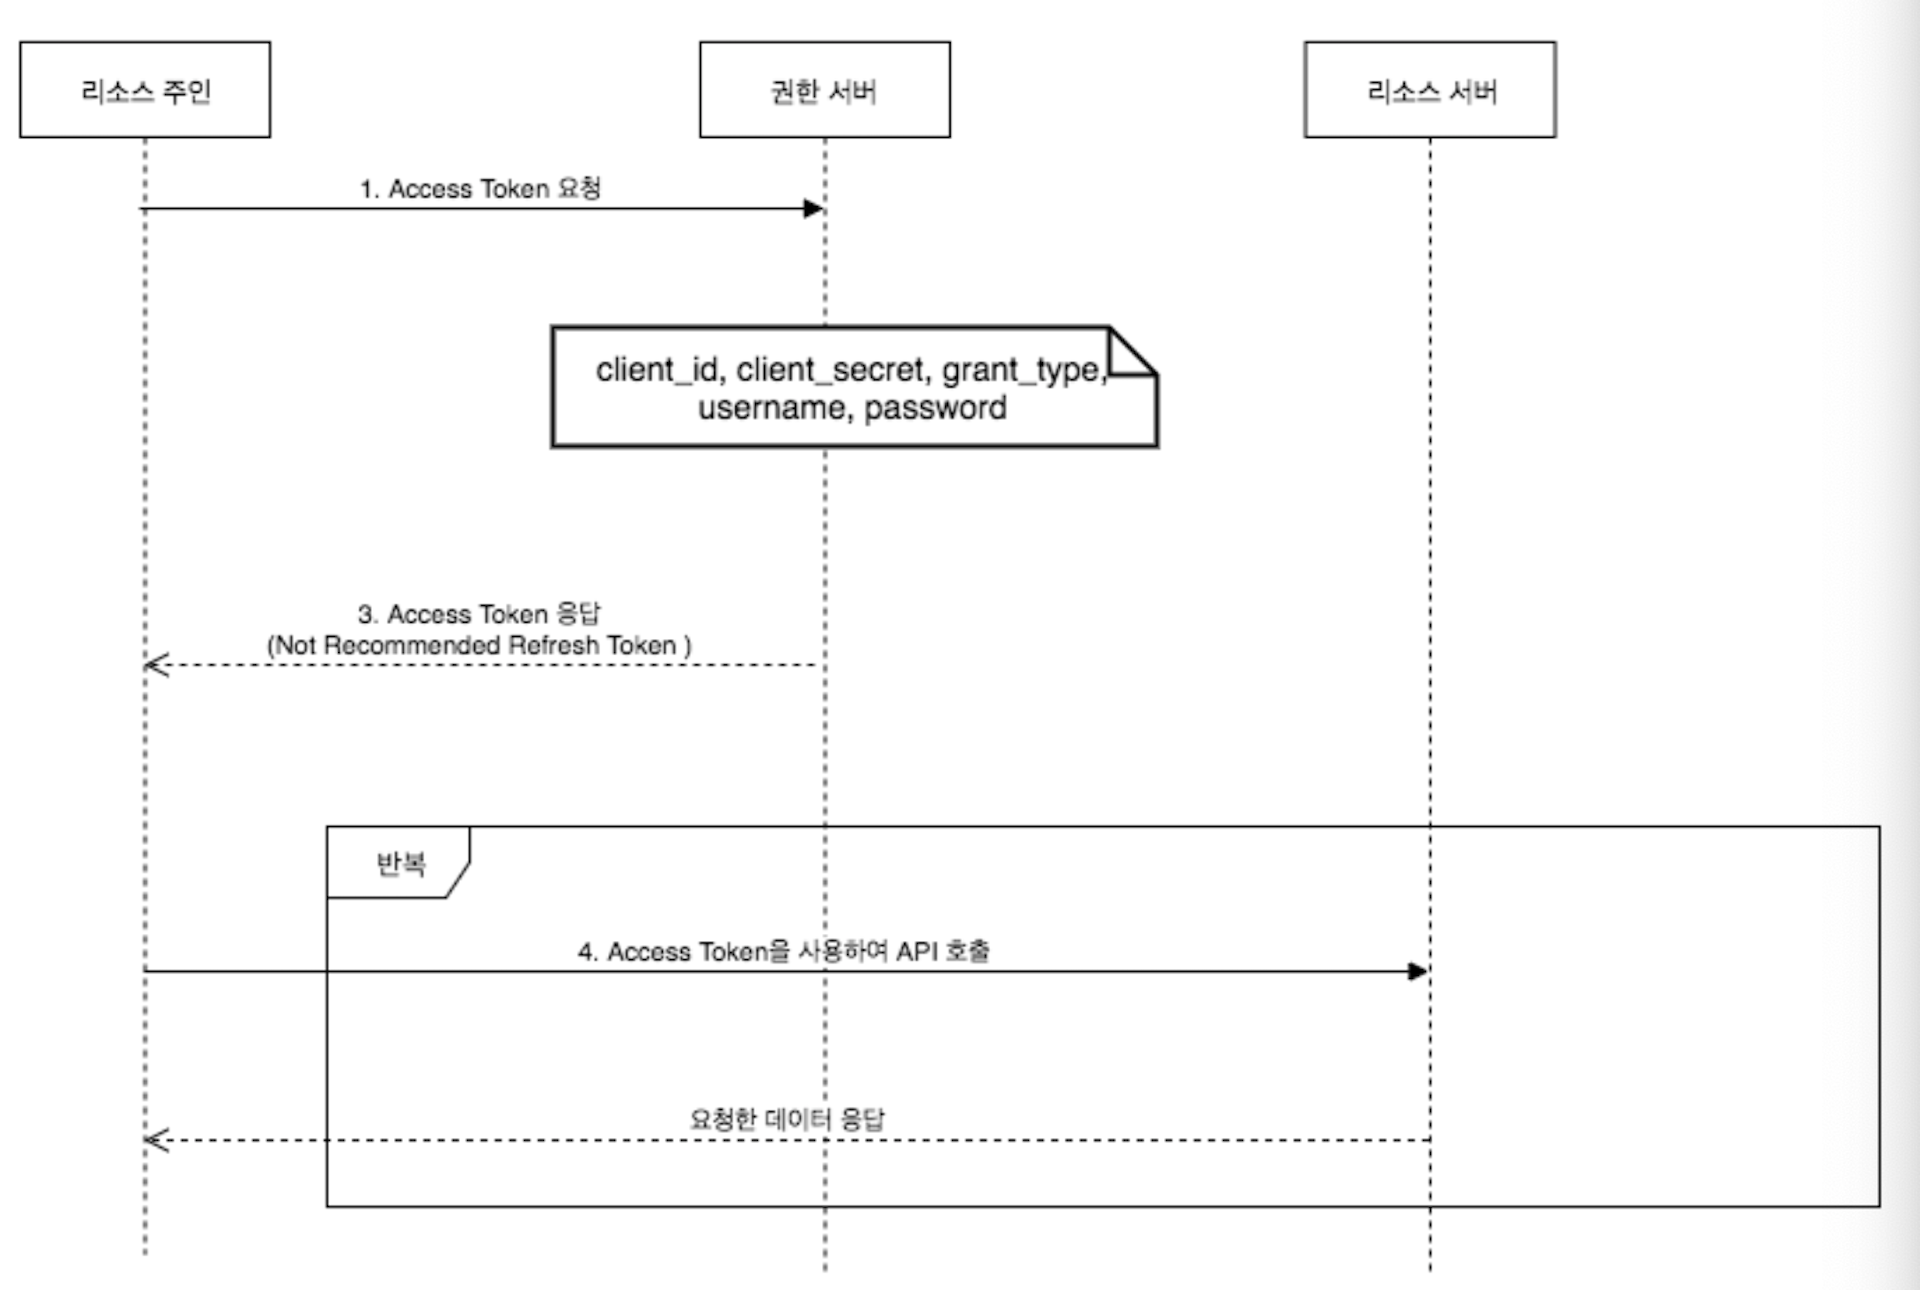 리소스 주인
권한 서버
리소스 서버
1. Access Token 요청
client_id, client_secret, grant_type,
username, password
3. Access Token 응답
(Not Recommended Refresh Token )
반복
4. Access Token을 사용하여 API 호출
요청한 데이터 응답